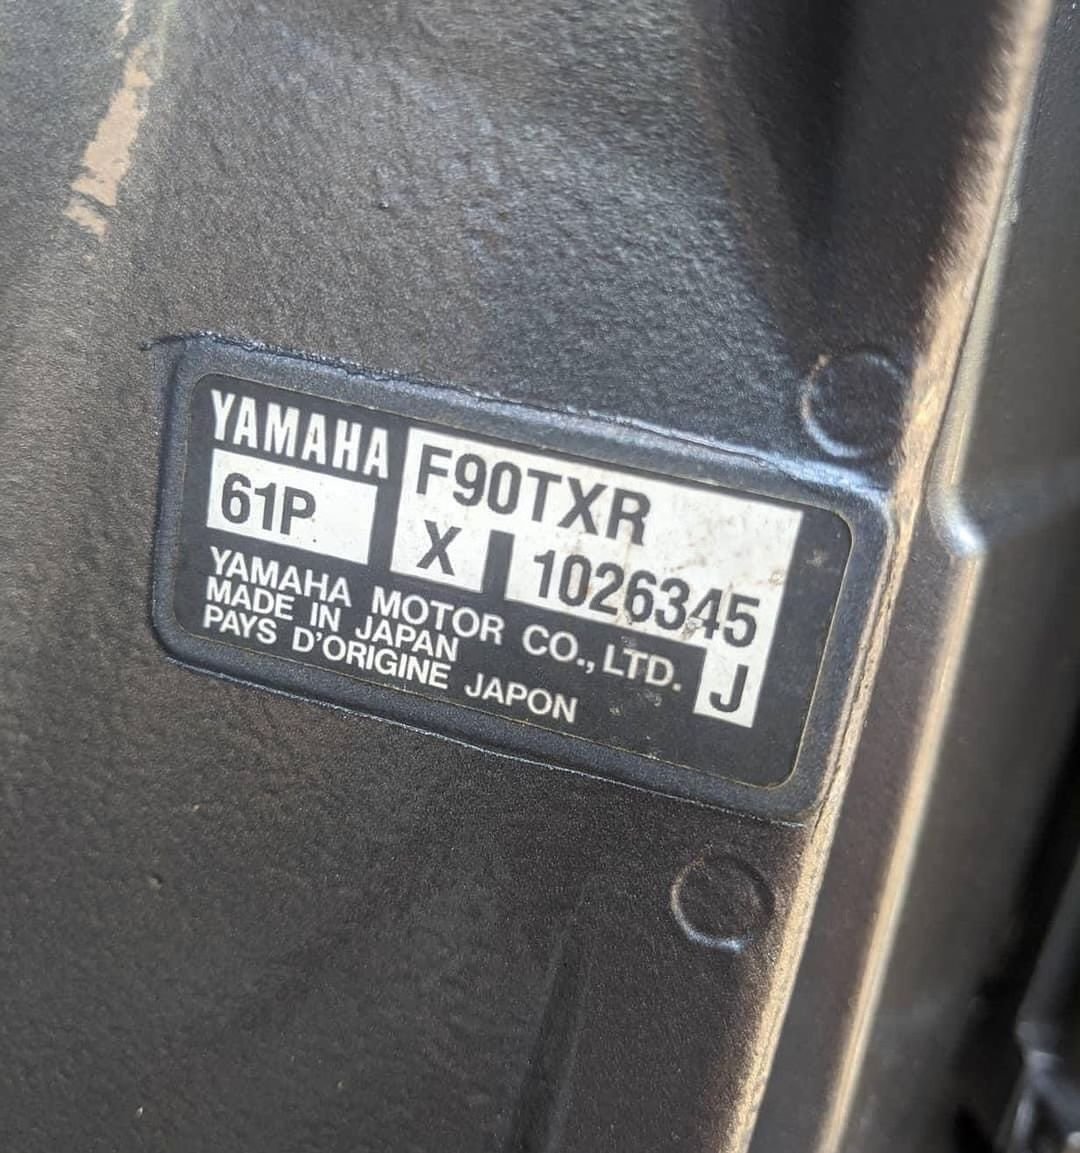 YAMAHA F90TXR
61P X 1026345
YAMAHA MOTOR CO., LTD.
MADE IN JAPAN
PAYS D'ORIGINE JAPON
J